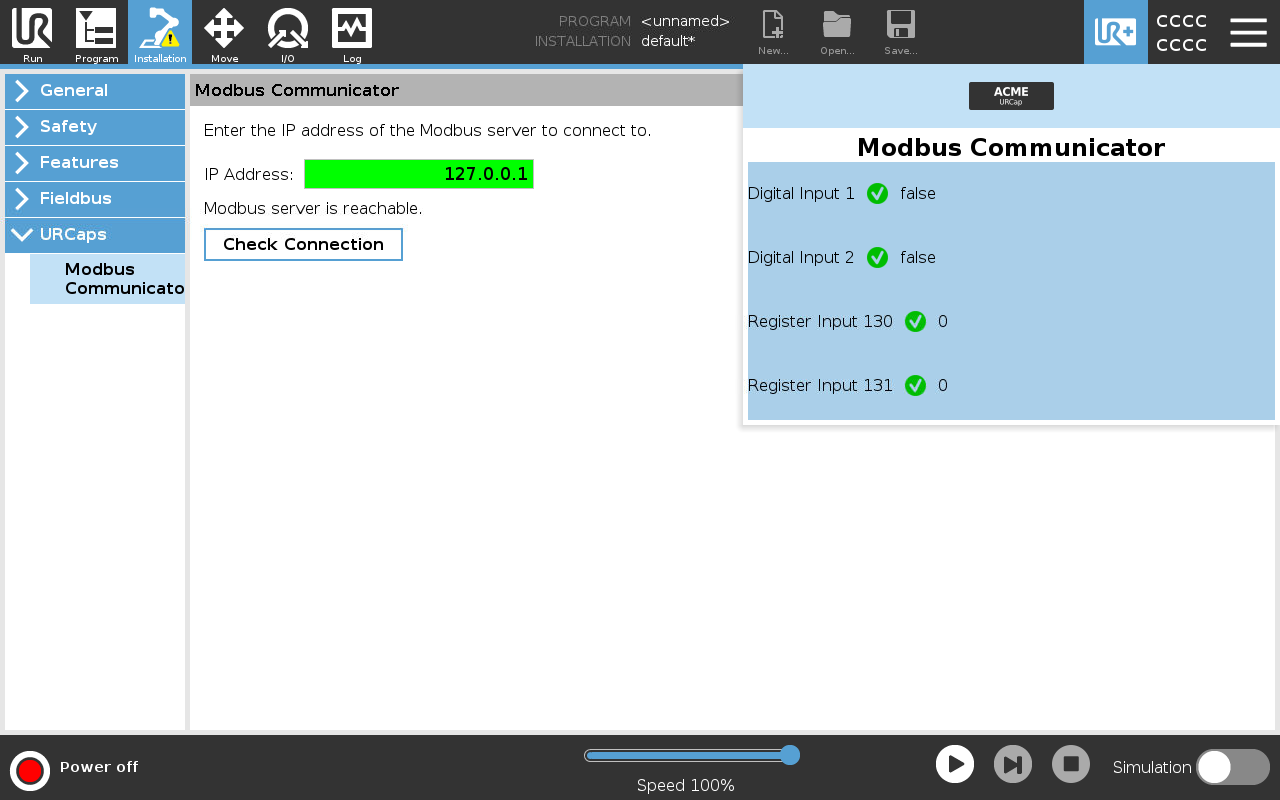 Run
Program
Installation
Move
I/O
Log
PROGRAM <unnamed>
INSTALLATION default*
New...
Open...
Save...
UR+
CCCC
CCCC
General
Safety
Features
Fieldbus
URCaps
Modbus
Communicato
Modbus Communicator
Enter the IP address of the Modbus server to connect to.
IP Address: 127.0.0.1
Modbus server is reachable.
Check Connection
ACME
URCap
Modbus Communicator
Digital Input 1 false
Digital Input 2 false
Register Input 130 0
Register Input 131 0
Power off
Speed 100%
Simulation